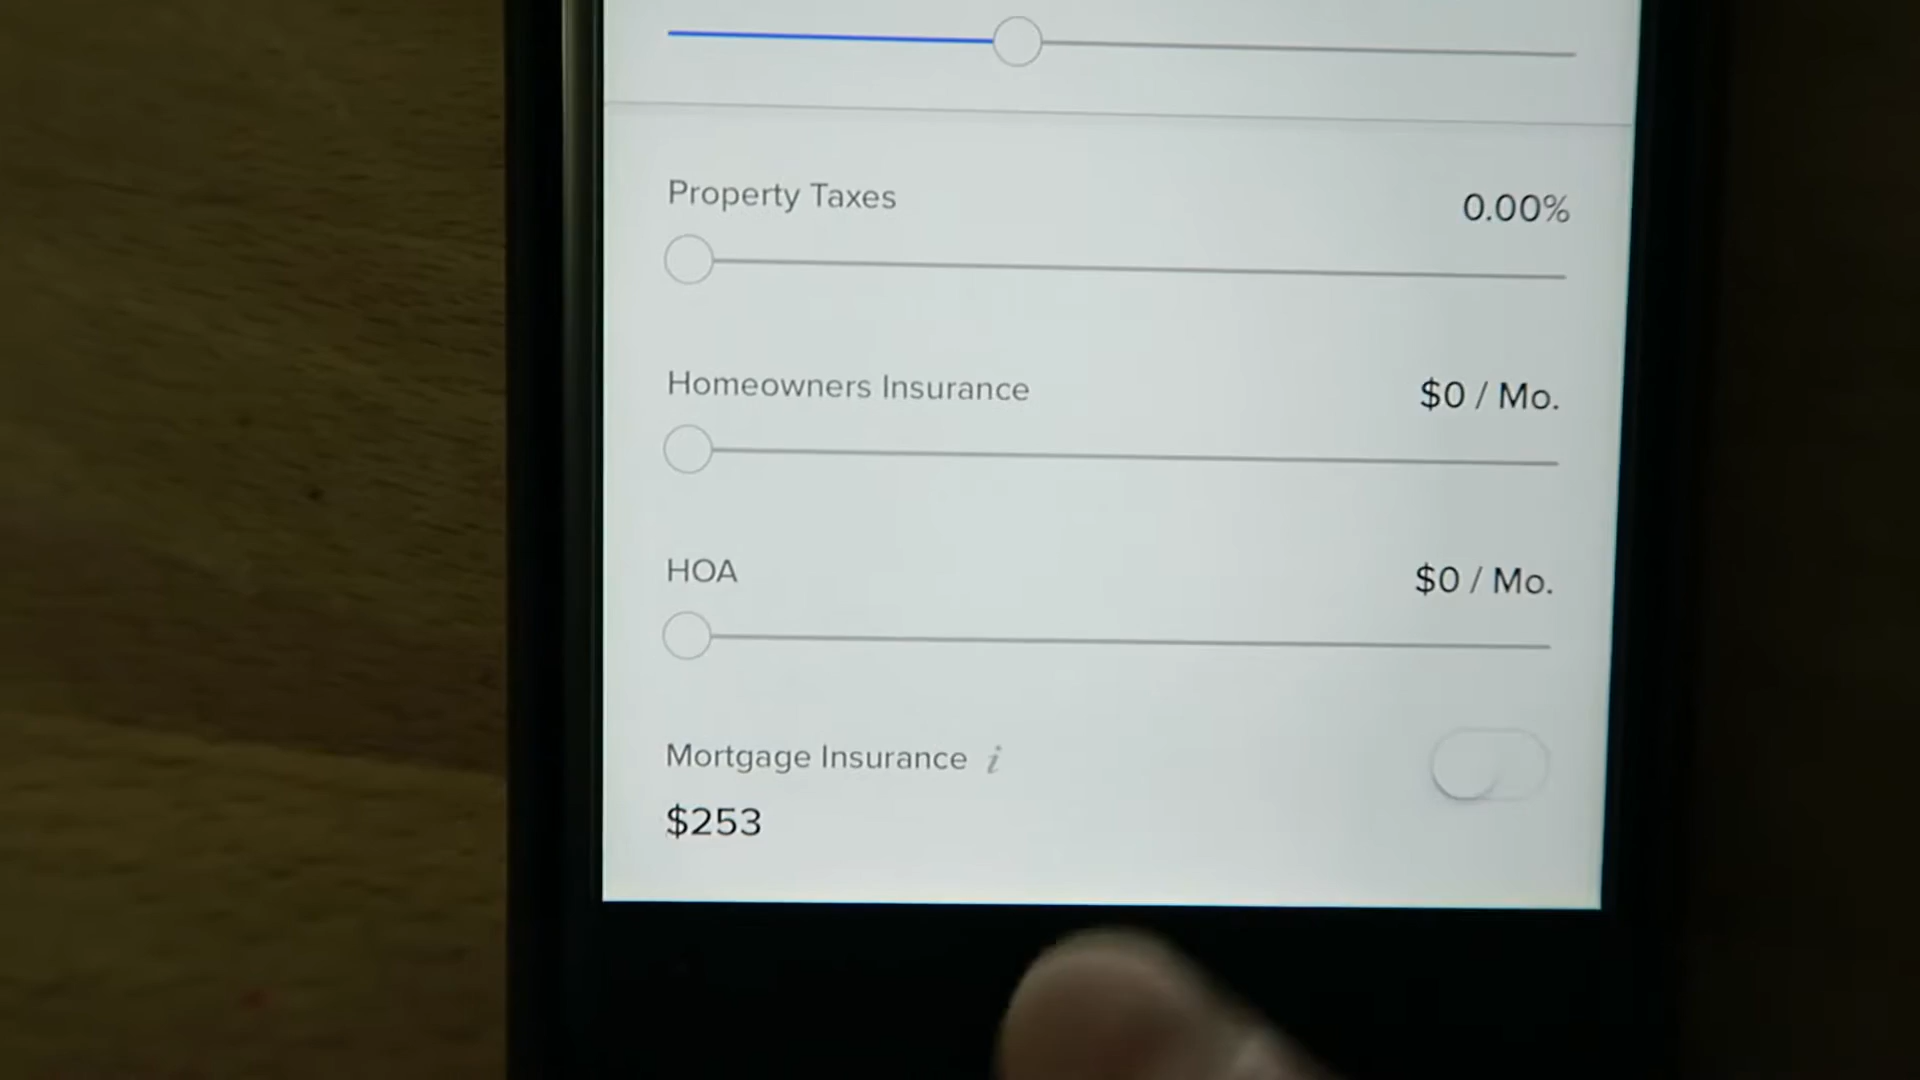 Property Taxes
0.00%
Homeowners Insurance
$0 / Mo.
HOA
$0 / Mo.
Mortgage Insurance i
$253